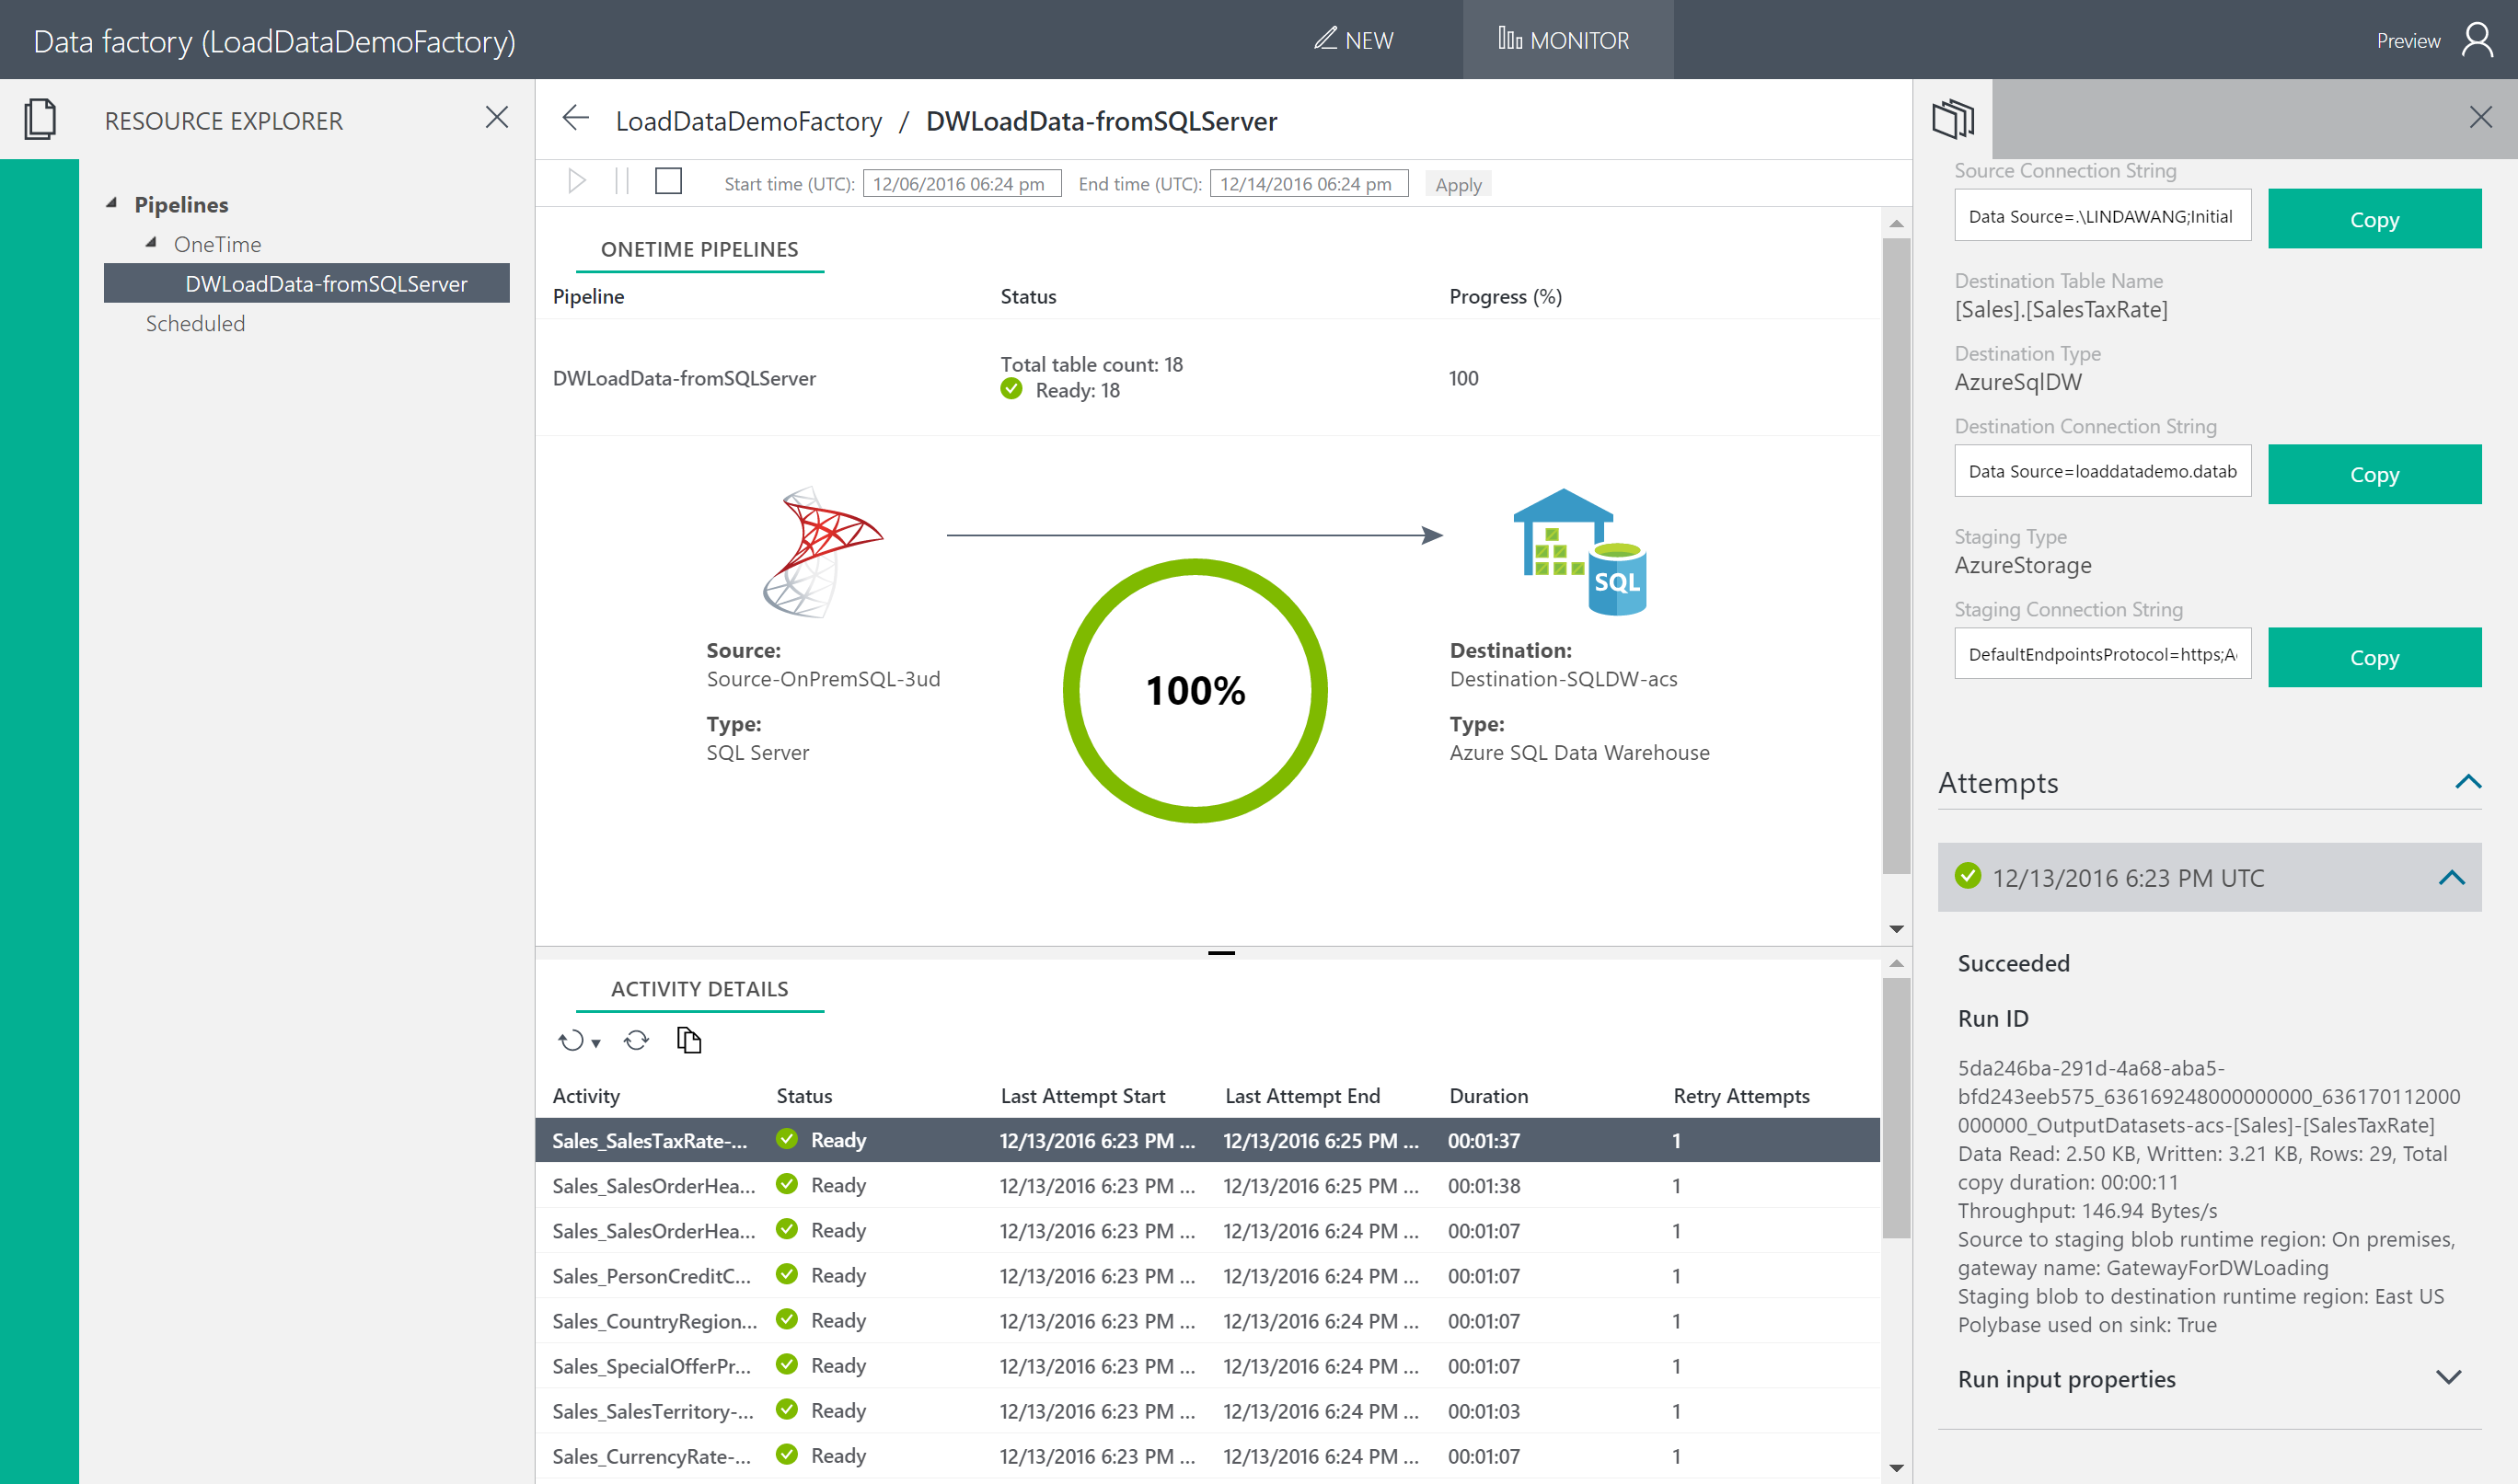 Data factory (LoadDataDemoFactory)
NEW
MONITOR
Preview
RESOURCE EXPLORER
Pipelines
OneTime
DWLoadData-fromSQLServer
Scheduled
LoadDataDemoFactory / DWLoadData-fromSQLServer
Start time (UTC): 12/06/2016 06:24 pm End time (UTC): 12/14/2016 06:24 pm Apply
ONETIME PIPELINES
Pipeline Status Progress (%)
DWLoadData-fromSQLServer
Total table count: 18
Ready: 18
100
SQL
100%
Source:
Source-OnPremSQL-3ud
Type:
SQL Server
Destination:
Destination-SQLDW-acs
Type:
Azure SQL Data Warehouse
ACTIVITY DETAILS
Activity Status Last Attempt Start Last Attempt End Duration Retry Attempts
Sales_SalesTaxRate-... Ready 12/13/2016 6:23 PM ... 12/13/2016 6:25 PM ... 00:01:37 1
Sales_SalesOrderHea... Ready 12/13/2016 6:23 PM ... 12/13/2016 6:25 PM ... 00:01:38 1
Sales_SalesOrderHea... Ready 12/13/2016 6:23 PM ... 12/13/2016 6:24 PM ... 00:01:07 1
Sales_PersonCreditC... Ready 12/13/2016 6:23 PM ... 12/13/2016 6:24 PM ... 00:01:07 1
Sales_CountryRegion... Ready 12/13/2016 6:23 PM ... 12/13/2016 6:24 PM ... 00:01:07 1
Sales_SpecialOfferPr... Ready 12/13/2016 6:23 PM ... 12/13/2016 6:24 PM ... 00:01:07 1
Sales_SalesTerritory-... Ready 12/13/2016 6:23 PM ... 12/13/2016 6:24 PM ... 00:01:03 1
Sales_CurrencyRate-... Ready 12/13/2016 6:23 PM ... 12/13/2016 6:24 PM ... 00:01:07 1
Source Connection String
Data Source=.\LINDAWANG;Initial
Copy
Destination Table Name
[Sales].[SalesTaxRate]
Destination Type
AzureSqlDW
Destination Connection String
Data Source=loaddatademo.datab
Copy
Staging Type
AzureStorage
Staging Connection String
DefaultEndpointsProtocol=https;A
Copy
Attempts
12/13/2016 6:23 PM UTC
Succeeded
Run ID
5da246ba-291d-4a68-aba5-
bfd243eeb575_636169248000000000_636170112000
000000_OutputDatasets-acs-[Sales]-[SalesTaxRate]
Data Read: 2.50 KB, Written: 3.21 KB, Rows: 29, Total
copy duration: 00:00:11
Throughput: 146.94 Bytes/s
Source to staging blob runtime region: On premises,
gateway name: GatewayForDWLoading
Staging blob to destination runtime region: East US
Polybase used on sink: True
Run input properties